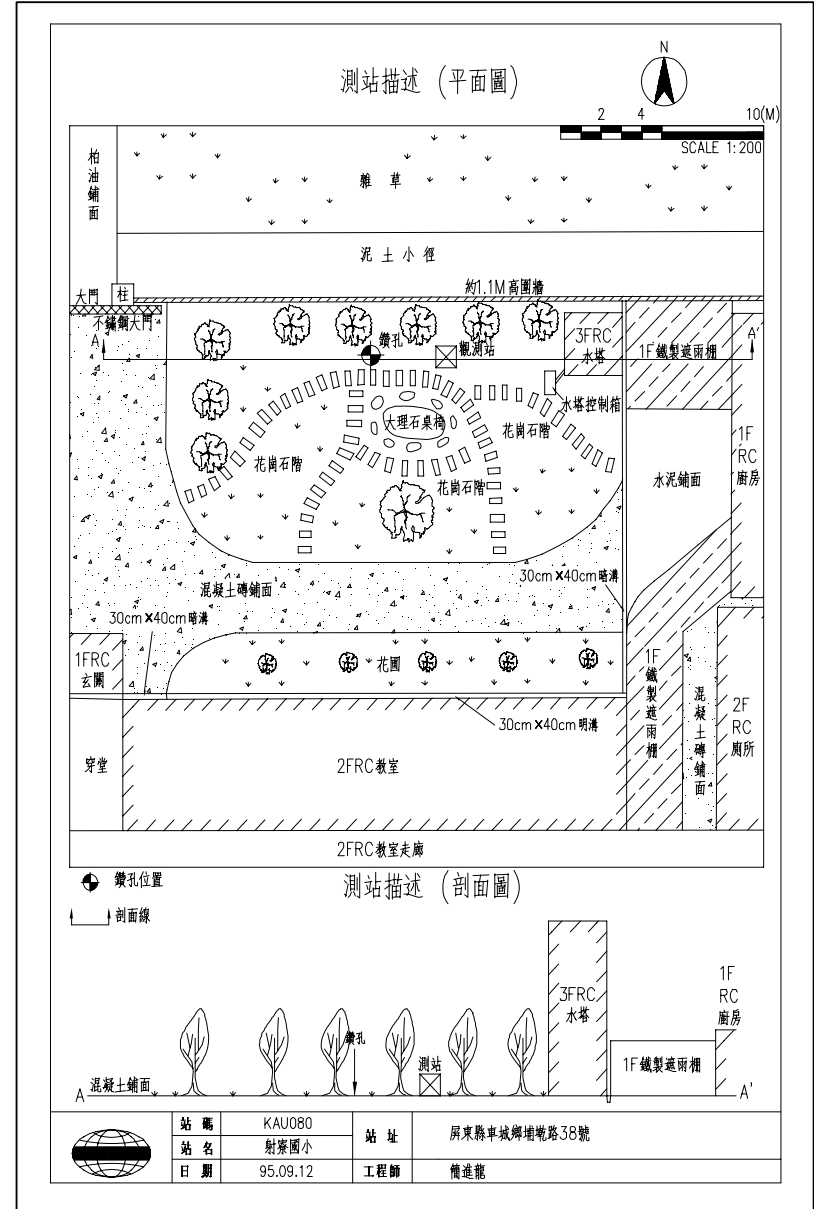 測站描述 (平面圖)
N
2 4 10(M)
SCALE 1:200
柏油鋪面
雜草
泥土小徑
約1.1M高圍牆
大門
柱
不鏽鋼大門
A
A'
鑽孔
觀測站
3FRC
水塔
1F鐵製遮雨棚
水塔控制箱
大理石桌椅
花崗石階
花崗石階
花崗石階
水泥鋪面
1F
RC
廚房
混凝土磚鋪面
30cm×40cm暗溝
30cm×40cm暗溝
1FRC
玄關
花圃
30cm×40cm明溝
1F
鐵製遮雨棚
混凝土磚鋪面
2F
RC
廁所
穿堂
2FRC教室
2FRC教室走廊
鑽孔位置
剖面線
測站描述 (剖面圖)
3FRC
水塔
1F
RC
廚房
鑽孔
測站
1F鐵製遮雨棚
混凝土鋪面
A
A'
站碼 KAU080
站名 射寮國小
日期 95.09.12
站址 屏東縣車城鄉埔墘路38號
工程師 簡進龍